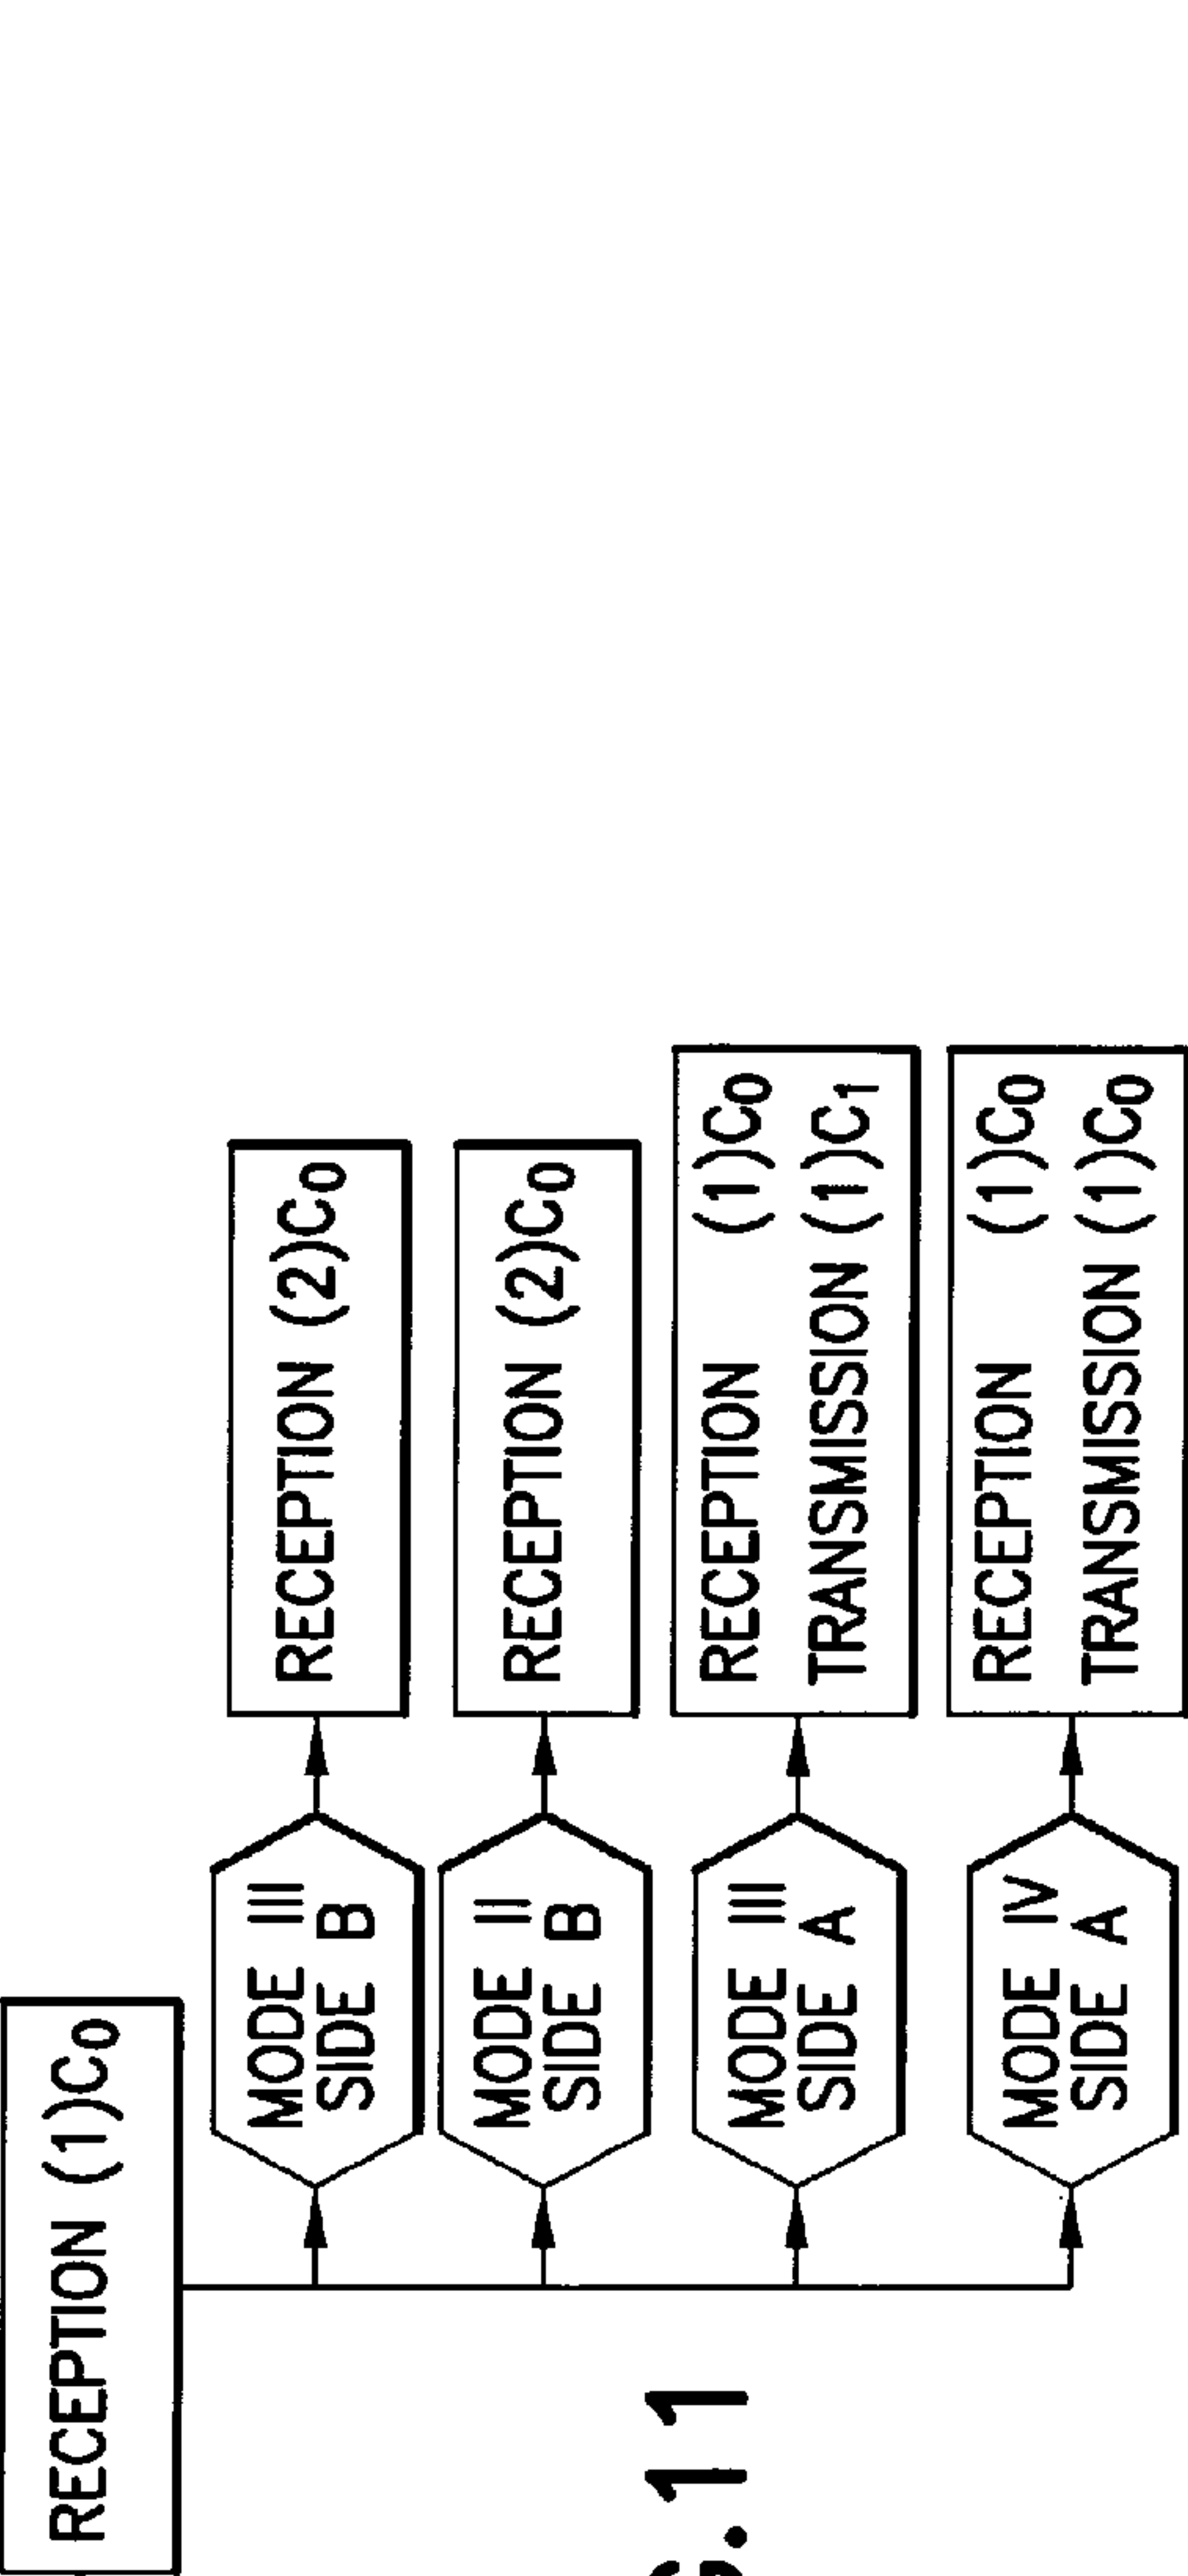 RECEPTION (1)C₀
MODE III
SIDE B
RECEPTION (2)C₀
MODE II
SIDE B
RECEPTION (2)C₀
MODE III
SIDE A
RECEPTION (1)C₀
TRANSMISSION (1)C₁
MODE IV
SIDE A
RECEPTION (1)C₀
TRANSMISSION (1)C₀
.11